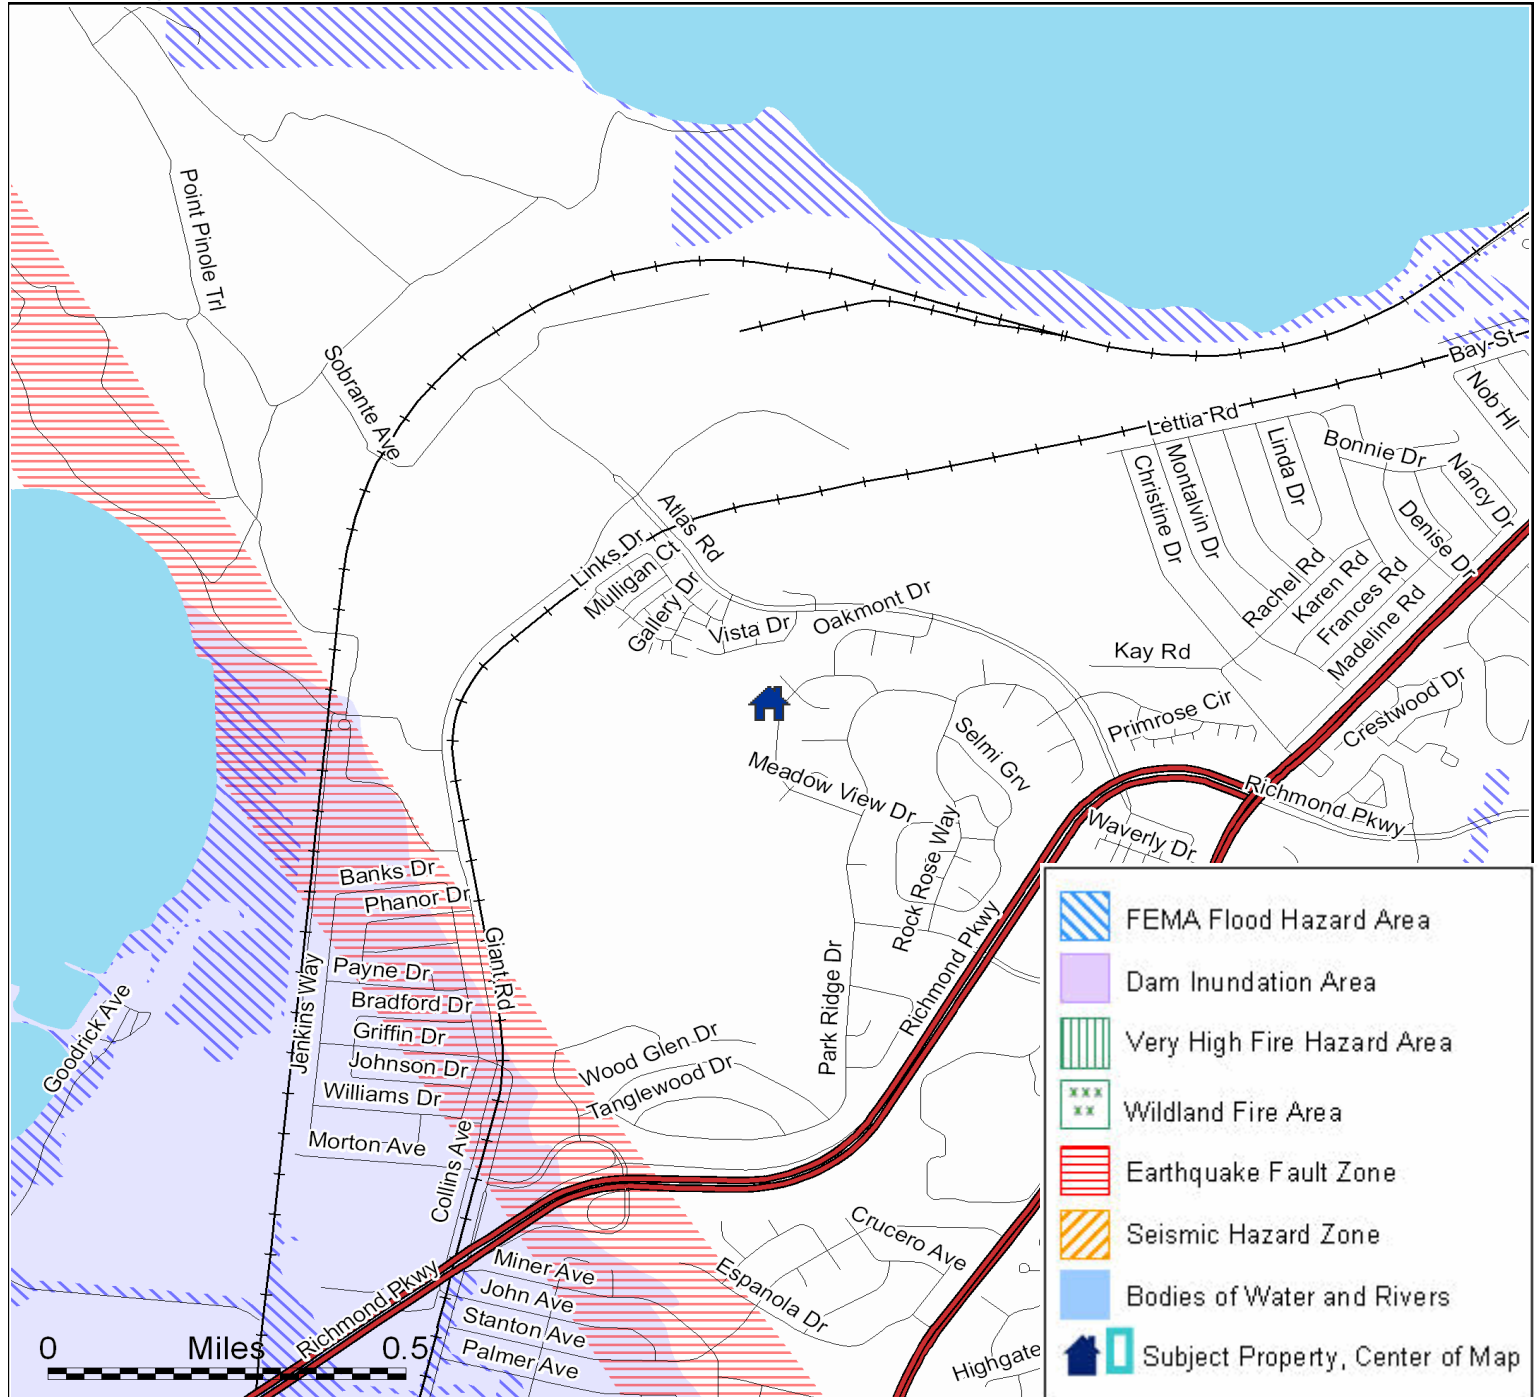 Point Pinole Trl
Sobrante Ave
Bay St
Nob Hl
Lettia Rd
Bonnie Dr
Linda Dr
Nancy Dr
Montalvin Dr
Christine Dr
Denise Dr
Atlas Rd
Links Dr
Mulligan Ct
Gallery Dr
Vista Dr
Oakmont Dr
Rachel Rd
Karen Rd
Frances Rd
Madeline Rd
Kay Rd
Primrose Cir
Crestwood Dr
Selmi Grv
Meadow View Dr
Richmond Pkwy
Waverly Dr
Rock Rose Way
Banks Dr
Phanor Dr
Giant Rd
Payne Dr
Bradford Dr
Griffin Dr
Johnson Dr
Williams Dr
Morton Ave
Jenkins Way
Goodrick Ave
Collins Ave
Wood Glen Dr
Tanglewood Dr
Park Ridge Dr
Richmond Pkwy
Crucero Ave
Espanola Dr
Miner Ave
John Ave
Stanton Ave
Palmer Ave
Richmond Pkwy
Highgate
0 Miles 0.5
FEMA Flood Hazard Area
Dam Inundation Area
Very High Fire Hazard Area
Wildland Fire Area
Earthquake Fault Zone
Seismic Hazard Zone
Bodies of Water and Rivers
Subject Property, Center of Map